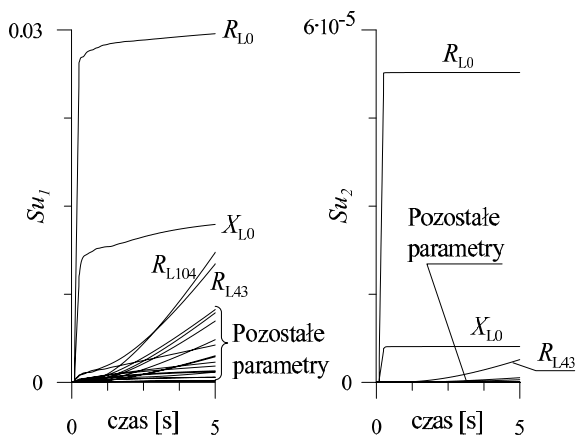 0.03
R_L0
Su_1
X_L0
R_L104
R_L43
Pozostałe
parametry
0
0
czas [s]
5
6·10^-5
R_L0
Su_2
Pozostałe
parametry
X_L0
R_L43
0
0
czas [s]
5